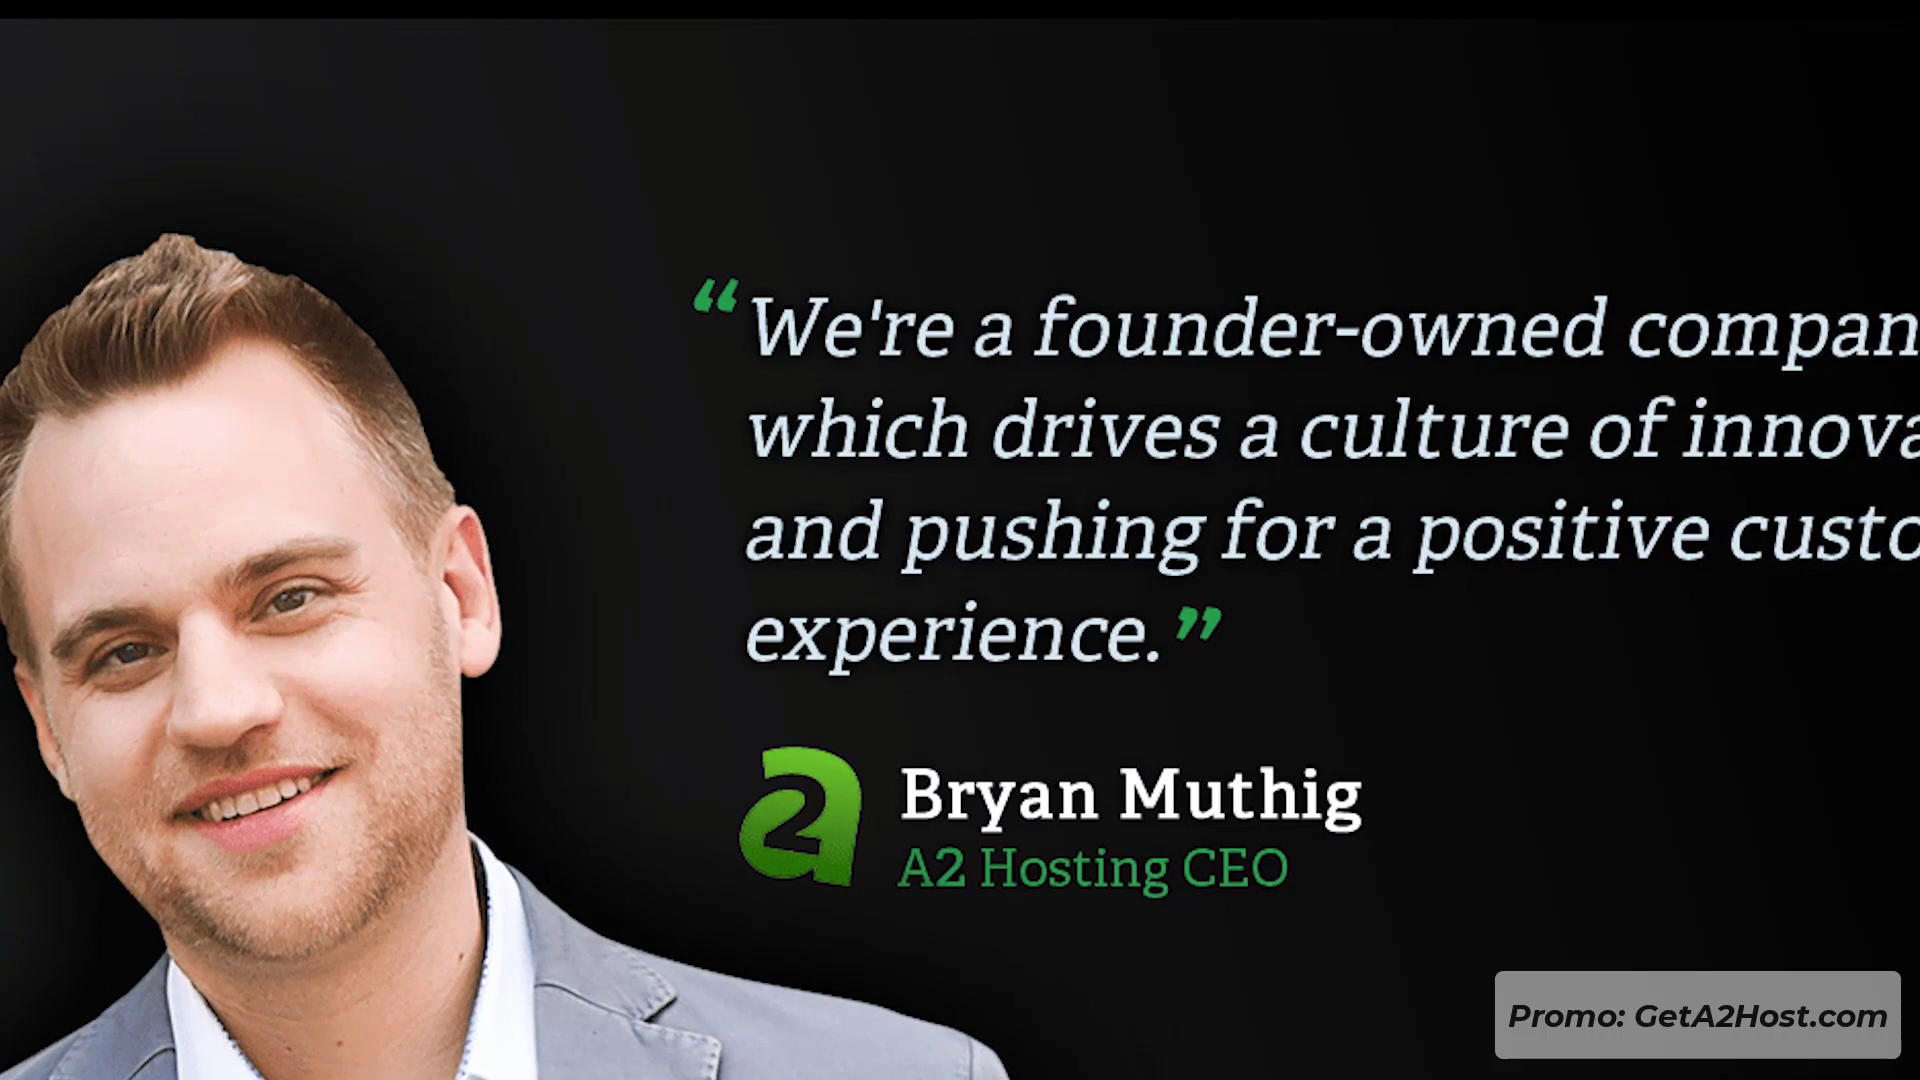 “We're a founder-owned compan
which drives a culture of innova
and pushing for a positive custo
experience.”
a2
Bryan Muthig
A2 Hosting CEO
Promo: GetA2Host.com